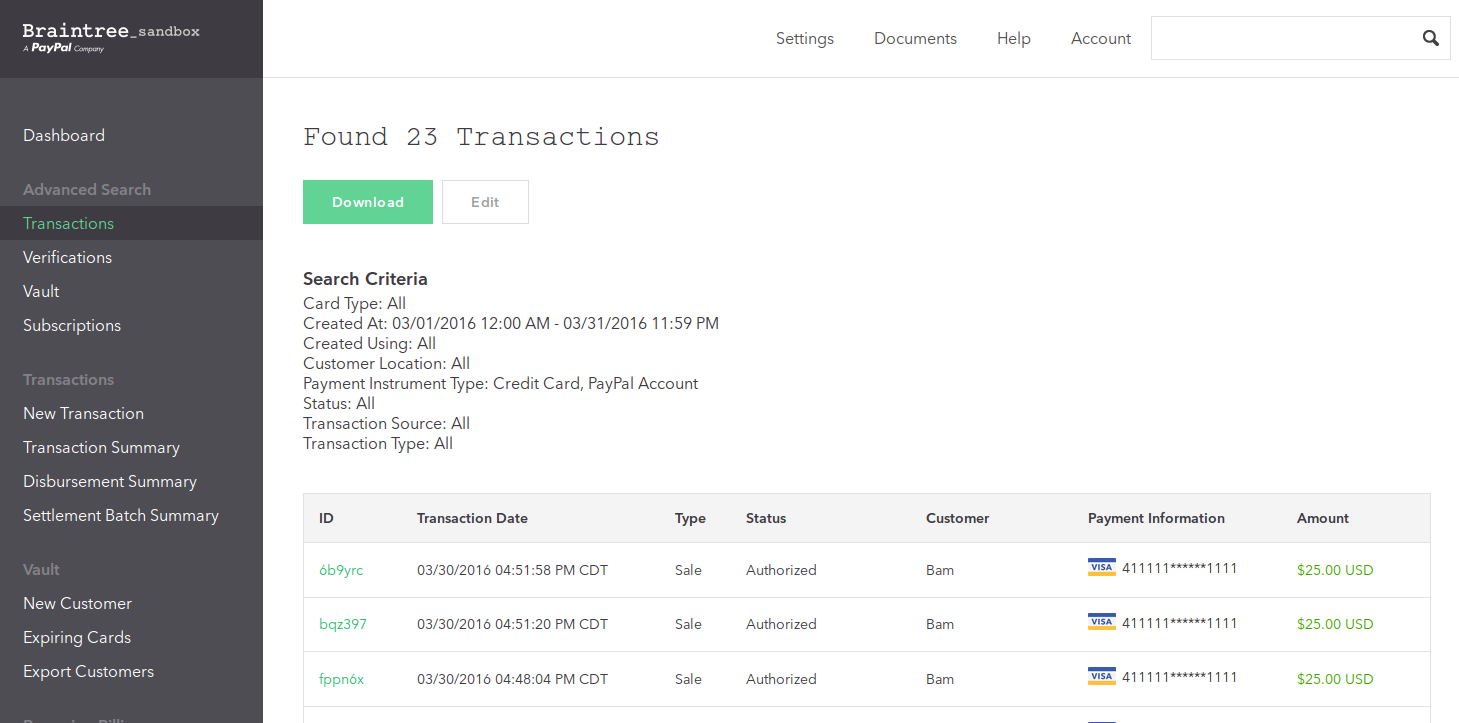 Braintree_sandbox
A PayPal Company
Settings Documents Help Account
Dashboard
Advanced Search
Transactions
Verifications
Vault
Subscriptions
Transactions
New Transaction
Transaction Summary
Disbursement Summary
Settlement Batch Summary
Vault
New Customer
Expiring Cards
Export Customers
Found 23 Transactions
Download Edit
Search Criteria
Card Type: All
Created At: 03/01/2016 12:00 AM - 03/31/2016 11:59 PM
Created Using: All
Customer Location: All
Payment Instrument Type: Credit Card, PayPal Account
Status: All
Transaction Source: All
Transaction Type: All
ID Transaction Date Type Status Customer Payment Information Amount
6b9yrc 03/30/2016 04:51:58 PM CDT Sale Authorized Bam VISA 411111******1111 $25.00 USD
bqz397 03/30/2016 04:51:20 PM CDT Sale Authorized Bam VISA 411111******1111 $25.00 USD
fppn6x 03/30/2016 04:48:04 PM CDT Sale Authorized Bam VISA 411111******1111 $25.00 USD